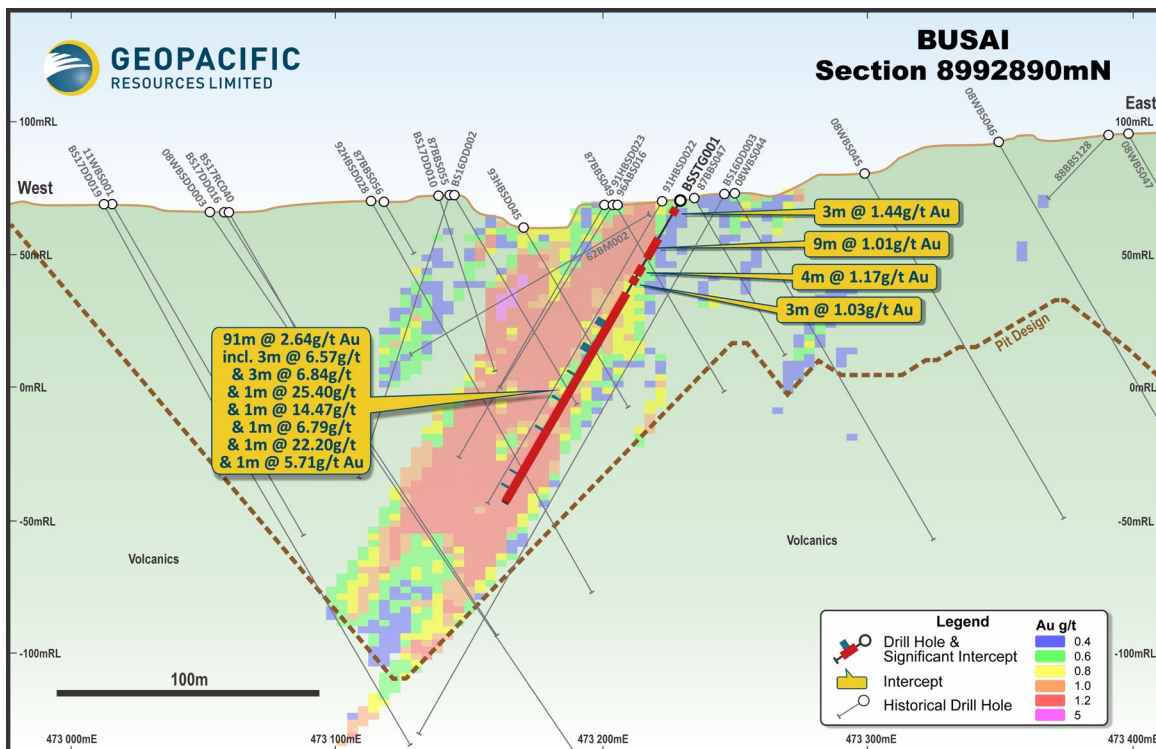 GEOPACIFIC
RESOURCES LIMITED
BUSAI
Section 8992890mN
West
East
100mRL
50mRL
0mRL
-50mRL
-100mRL
100mRL
50mRL
0mRL
-50mRL
-100mRL
BS17DD019
11WBS001
08WBSDD003
BS17DD016
BS17RC040
92HBSD028
87BBS056
BS17DD010
87BBS055
BS16DD002
93HBSD045
87BBS049
91HBSD023
96ABS016
62BM002
91HBSD022
BSSTG001
87BBS047
BS16DD003
08WBS044
08WBS045
08WBS046
88BBS128
08WBS047
3m @ 1.44g/t Au
9m @ 1.01g/t Au
4m @ 1.17g/t Au
3m @ 1.03g/t Au
91m @ 2.64g/t Au
incl. 3m @ 6.57g/t
& 3m @ 6.84g/t
& 1m @ 25.40g/t
& 1m @ 14.47g/t
& 1m @ 6.79g/t
& 1m @ 22.20g/t
& 1m @ 5.71g/t Au
Pit Design
Volcanics
Volcanics
100m
Legend
Drill Hole &
Significant Intercept
Intercept
Historical Drill Hole
Au g/t
0.4
0.6
0.8
1.0
1.2
5
473 000mE
473 100mE
473 200mE
473 300mE
473 400mE